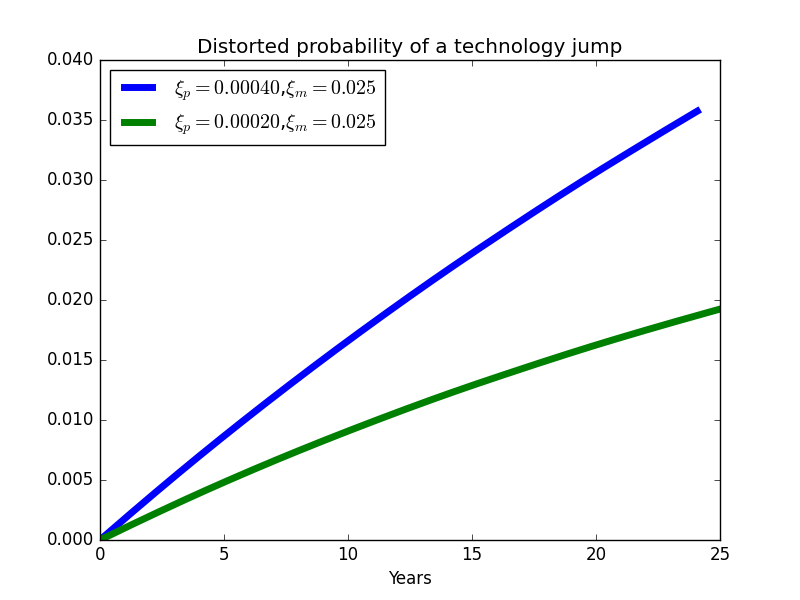 Distorted probability of a technology jump
0.040
0.035
0.030
0.025
0.020
0.015
0.010
0.005
0.000
ξp = 0.00040,ξm = 0.025
ξp = 0.00020,ξm = 0.025
0 5 10 15 20 25
Years